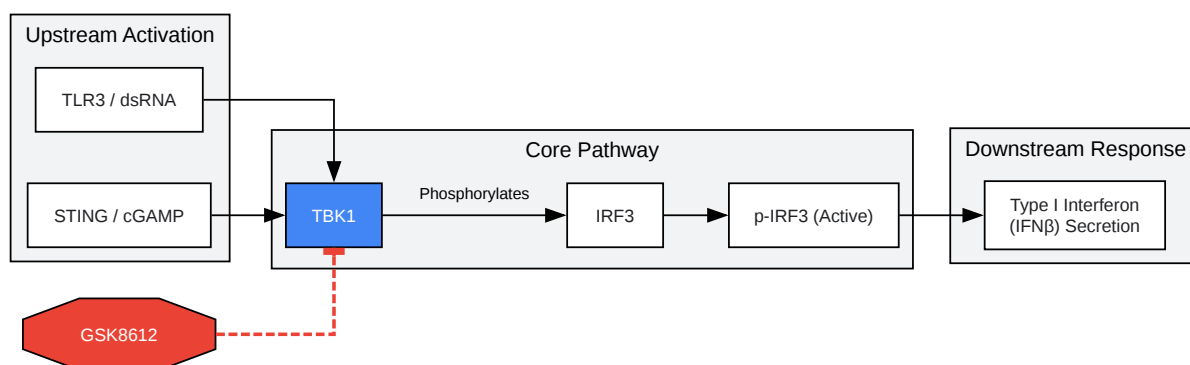 Upstream Activation
TLR3 / dsRNA
STING / cGAMP
Core Pathway
TBK1
Phosphorylates
IRF3
p-IRF3 (Active)
Downstream Response
Type I Interferon
(IFNβ) Secretion
GSK8612